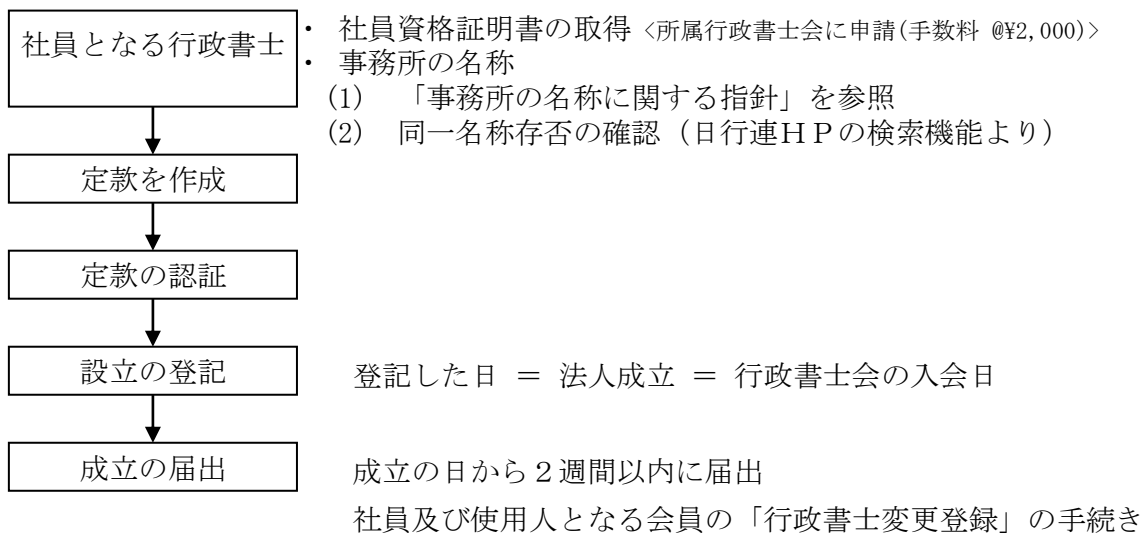 社員となる行政書士
・ 社員資格証明書の取得 <所属行政書士会に申請(手数料 @¥2,000)>
・ 事務所の名称
(1) 「事務所の名称に関する指針」を参照
(2) 同一名称存否の確認（日行連ＨＰの検索機能より）
定款を作成
定款の認証
設立の登記
登記した日 ＝ 法人成立 ＝ 行政書士会の入会日
成立の届出
成立の日から２週間以内に届出
社員及び使用人となる会員の「行政書士変更登録」の手続き